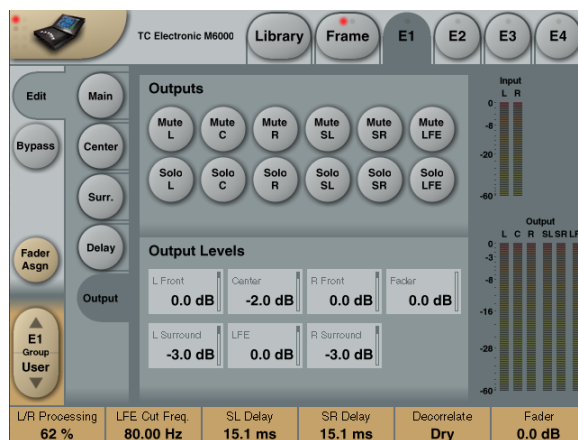 TC Electronic M6000
Library
Frame
E1
E2
E3
E4
Edit
Bypass
Fader
Asgn
E1
Group
User
Main
Center
Surr.
Delay
Output
Outputs
Mute L
Mute C
Mute R
Mute SL
Mute SR
Mute LFE
Solo L
Solo C
Solo R
Solo SL
Solo SR
Solo LFE
Output Levels
L Front
0.0 dB
Center
-2.0 dB
R Front
0.0 dB
Fader
0.0 dB
L Surround
-3.0 dB
LFE
0.0 dB
R Surround
-3.0 dB
Input
L R
0
-8
-20
-60
Output
L C R SL SR LF
0
-3
-8
-16
-28
-60
L/R Processing
62 %
LFE Cut Freq.
80.00 Hz
SL Delay
15.1 ms
SR Delay
15.1 ms
Decorrelate
Dry
Fader
0.0 dB